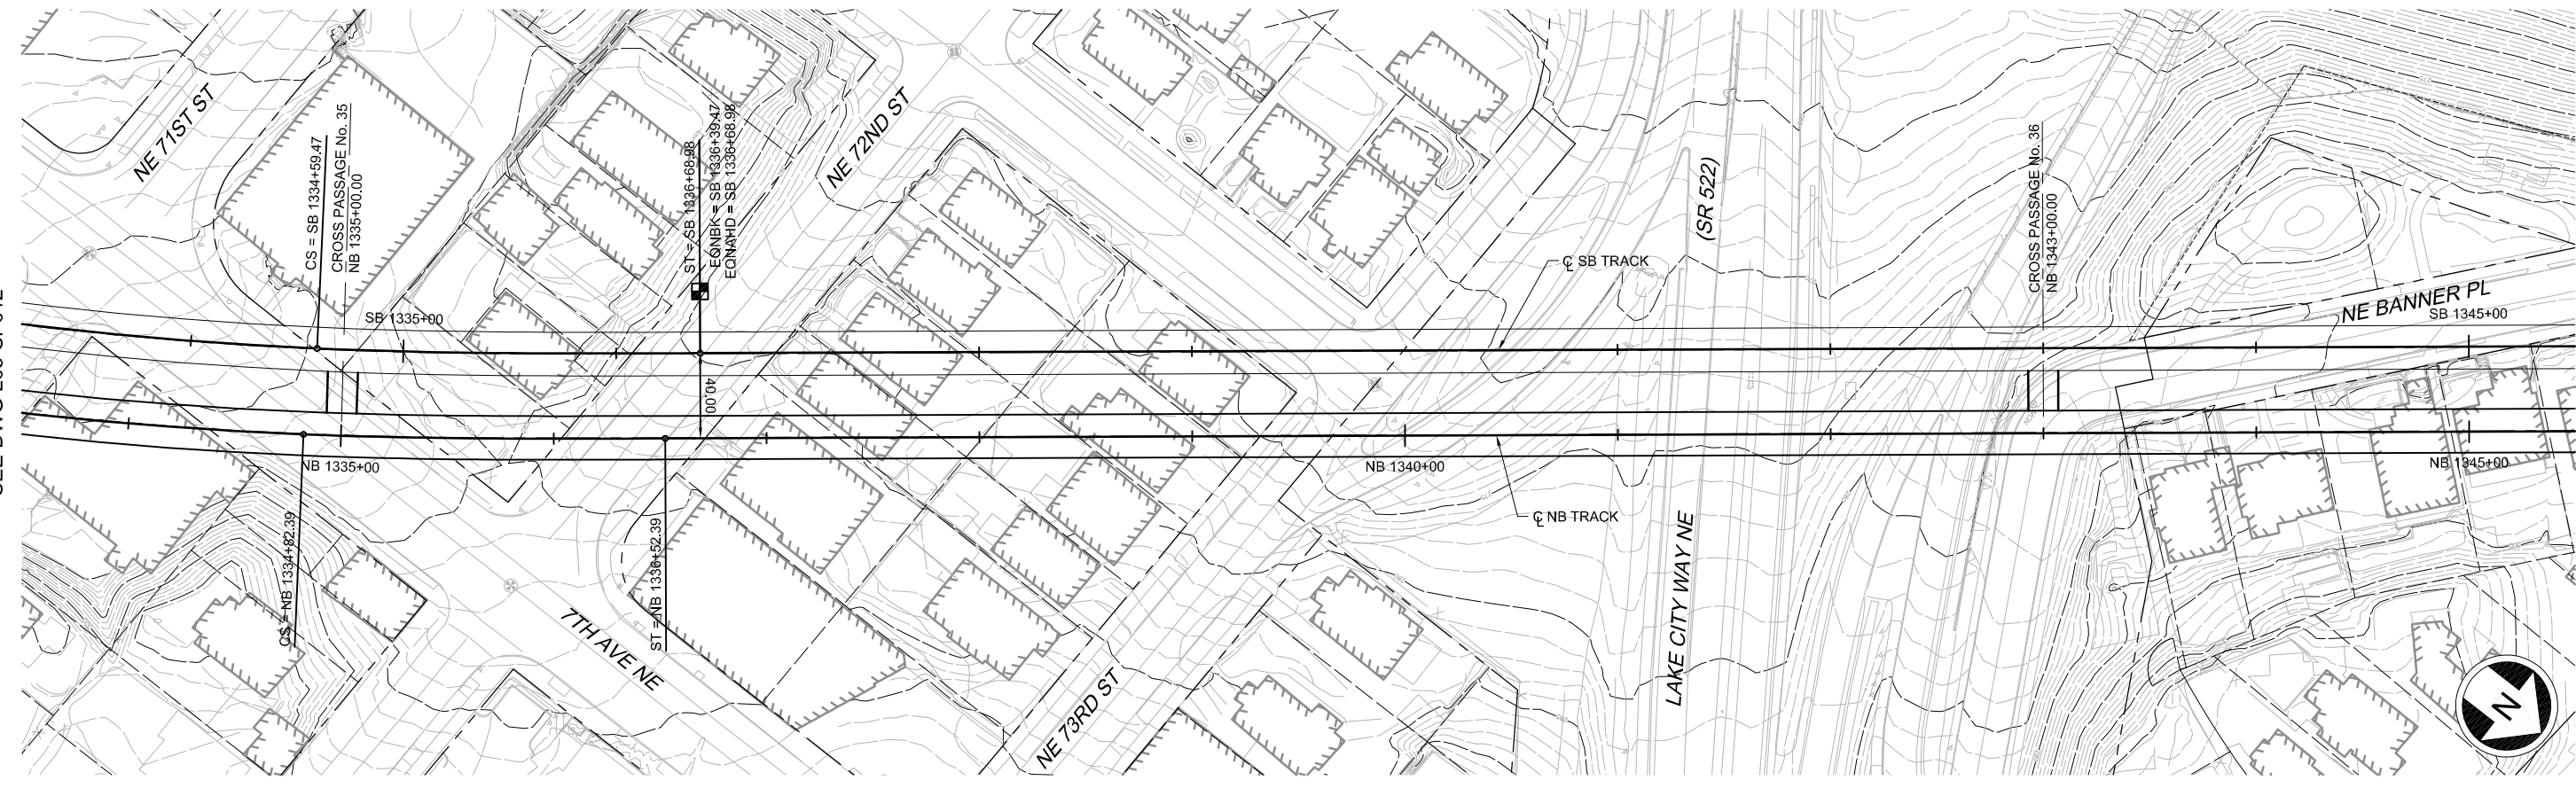 NE 71ST ST
CS = SB 1334+59.47
CROSS PASSAGE No. 35
NB 1335+00.00
SB 1335+00
ST = SB 1336+68.98
EQNBK = SB 1336+39.47
EQNAHD = SB 1336+68.98
NE 72ND ST
40.00
NB 1335+00
CS = NB 1334+82.39
ST = NB 1336+52.39
7TH AVE NE
NE 73RD ST
℄ SB TRACK
NB 1340+00
℄ NB TRACK
(SR 522)
LAKE CITY WAY NE
CROSS PASSAGE No. 36
NB 1343+00.00
NE BANNER PL
SB 1345+00
NB 1345+00
N